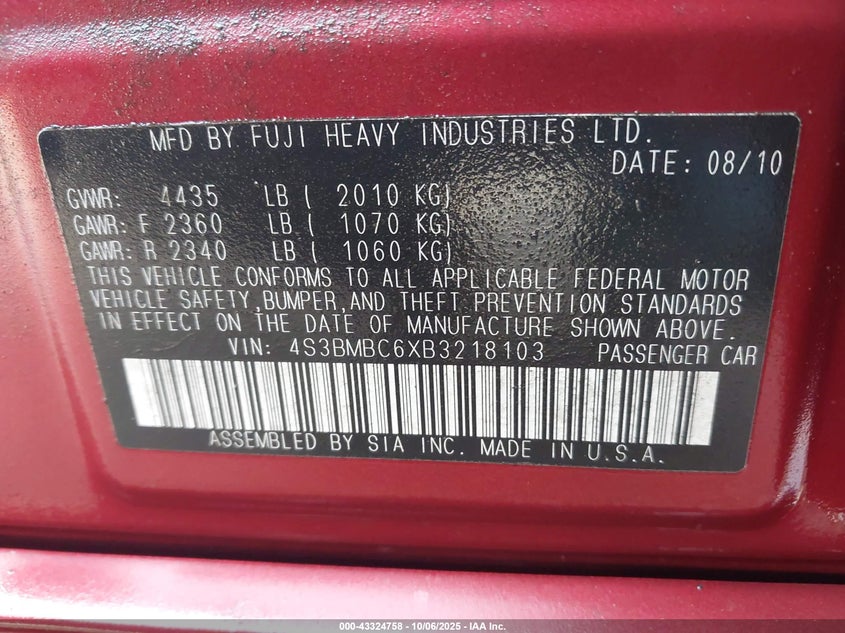 MFD BY FUJI HEAVY INDUSTRIES LTD.
DATE: 08/10
GVWR: 4435 LB ( 2010 KG)
GAWR: F 2360 LB ( 1070 KG)
GAWR: R 2340 LB ( 1060 KG)
THIS VEHICLE CONFORMS TO ALL APPLICABLE FEDERAL MOTOR
VEHICLE SAFETY,BUMPER,AND THEFT PREVENTION STANDARDS
IN EFFECT ON THE DATE OF MANUFACTURE SHOWN ABOVE.
VIN: 4S3BMBC6XB3218103 PASSENGER CAR
ASSEMBLED BY SIA INC. MADE IN U.S.A.
000-43324758 - 10/06/2025 - IAA Inc.